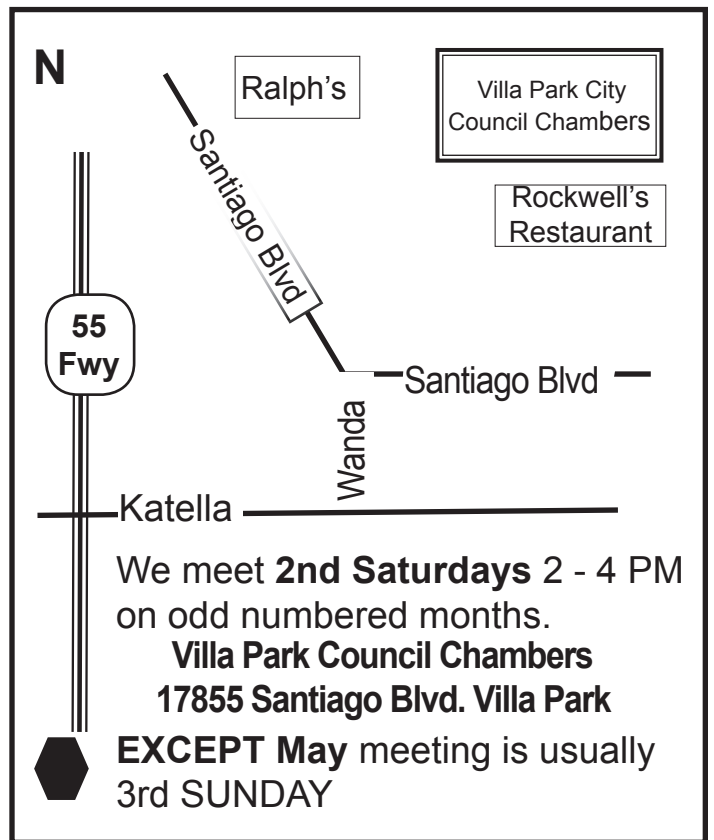 N
Ralph's
Villa Park City
Council Chambers
Santiago Blvd
Rockwell's
Restaurant
55
Fwy
Santiago Blvd
Wanda
Katella
We meet 2nd Saturdays 2 - 4 PM
on odd numbered months.
Villa Park Council Chambers
17855 Santiago Blvd. Villa Park
EXCEPT May meeting is usually
3rd SUNDAY